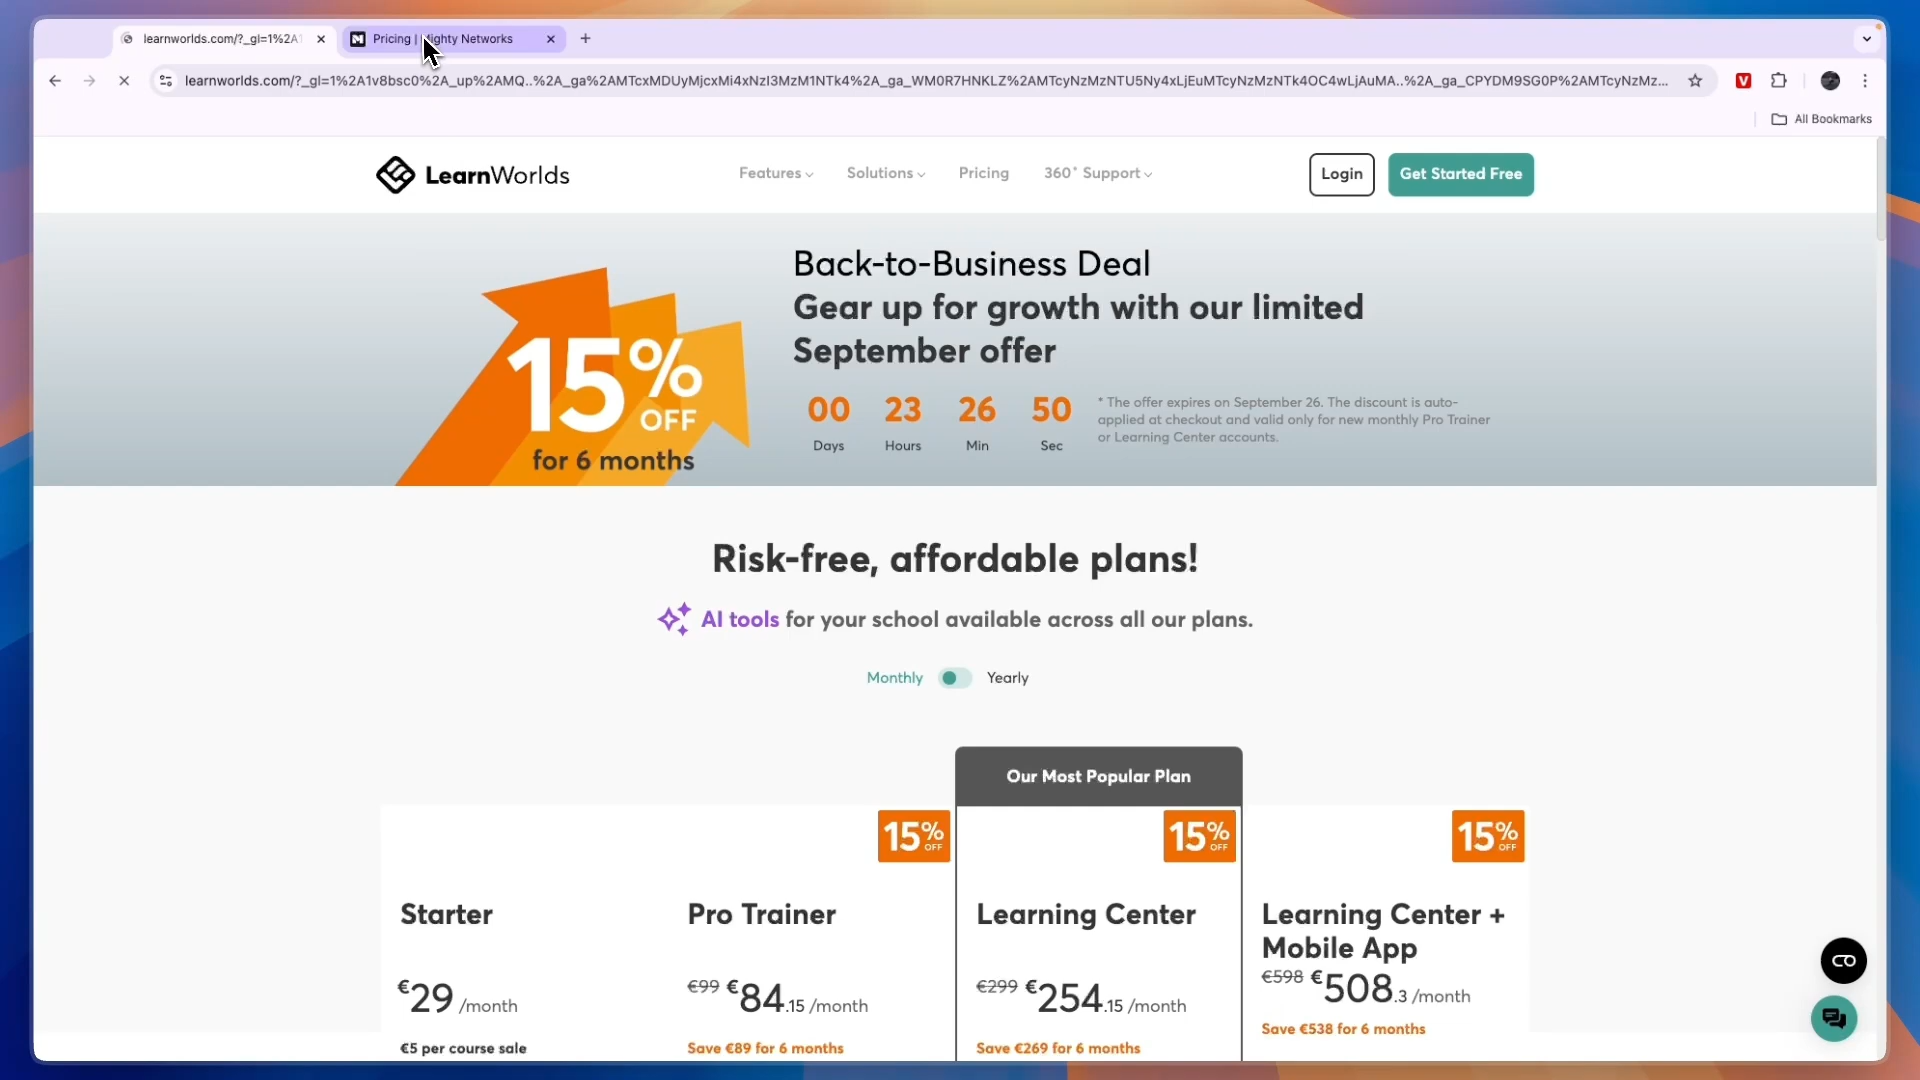 learnworlds.com/?_gl=1%2A1
Pricing | Mighty Networks
learnworlds.com/?_gl=1%2A1v8bsc0%2A_up%2AMQ..%2A_ga%2AMTcxMDUyMjcxMi4xNzI3MzM1NTk4%2A_ga_WM0R7HNKLZ%2AMTcyNzMzNTU5Ny4xLjEuMTcyNzMzNTk4OC4wLjAuMA..%2A_ga_CPYDM9SG0P%2AMTcyNzMz...
All Bookmarks
LearnWorlds
Features
Solutions
Pricing
360° Support
Login
Get Started Free
15% OFF
for 6 months
Back-to-Business Deal
Gear up for growth with our limited
September offer
00 23 26 50
Days Hours Min Sec
* The offer expires on September 26. The discount is auto-
applied at checkout and valid only for new monthly Pro Trainer
or Learning Center accounts.
Risk-free, affordable plans!
AI tools for your school available across all our plans.
Monthly Yearly
Our Most Popular Plan
15% OFF
15% OFF
15% OFF
Starter
€29 /month
€5 per course sale
Pro Trainer
€99 €84.15 /month
Save €89 for 6 months
Learning Center
€299 €254.15 /month
Save €269 for 6 months
Learning Center +
Mobile App
€598 €508.3 /month
Save €538 for 6 months